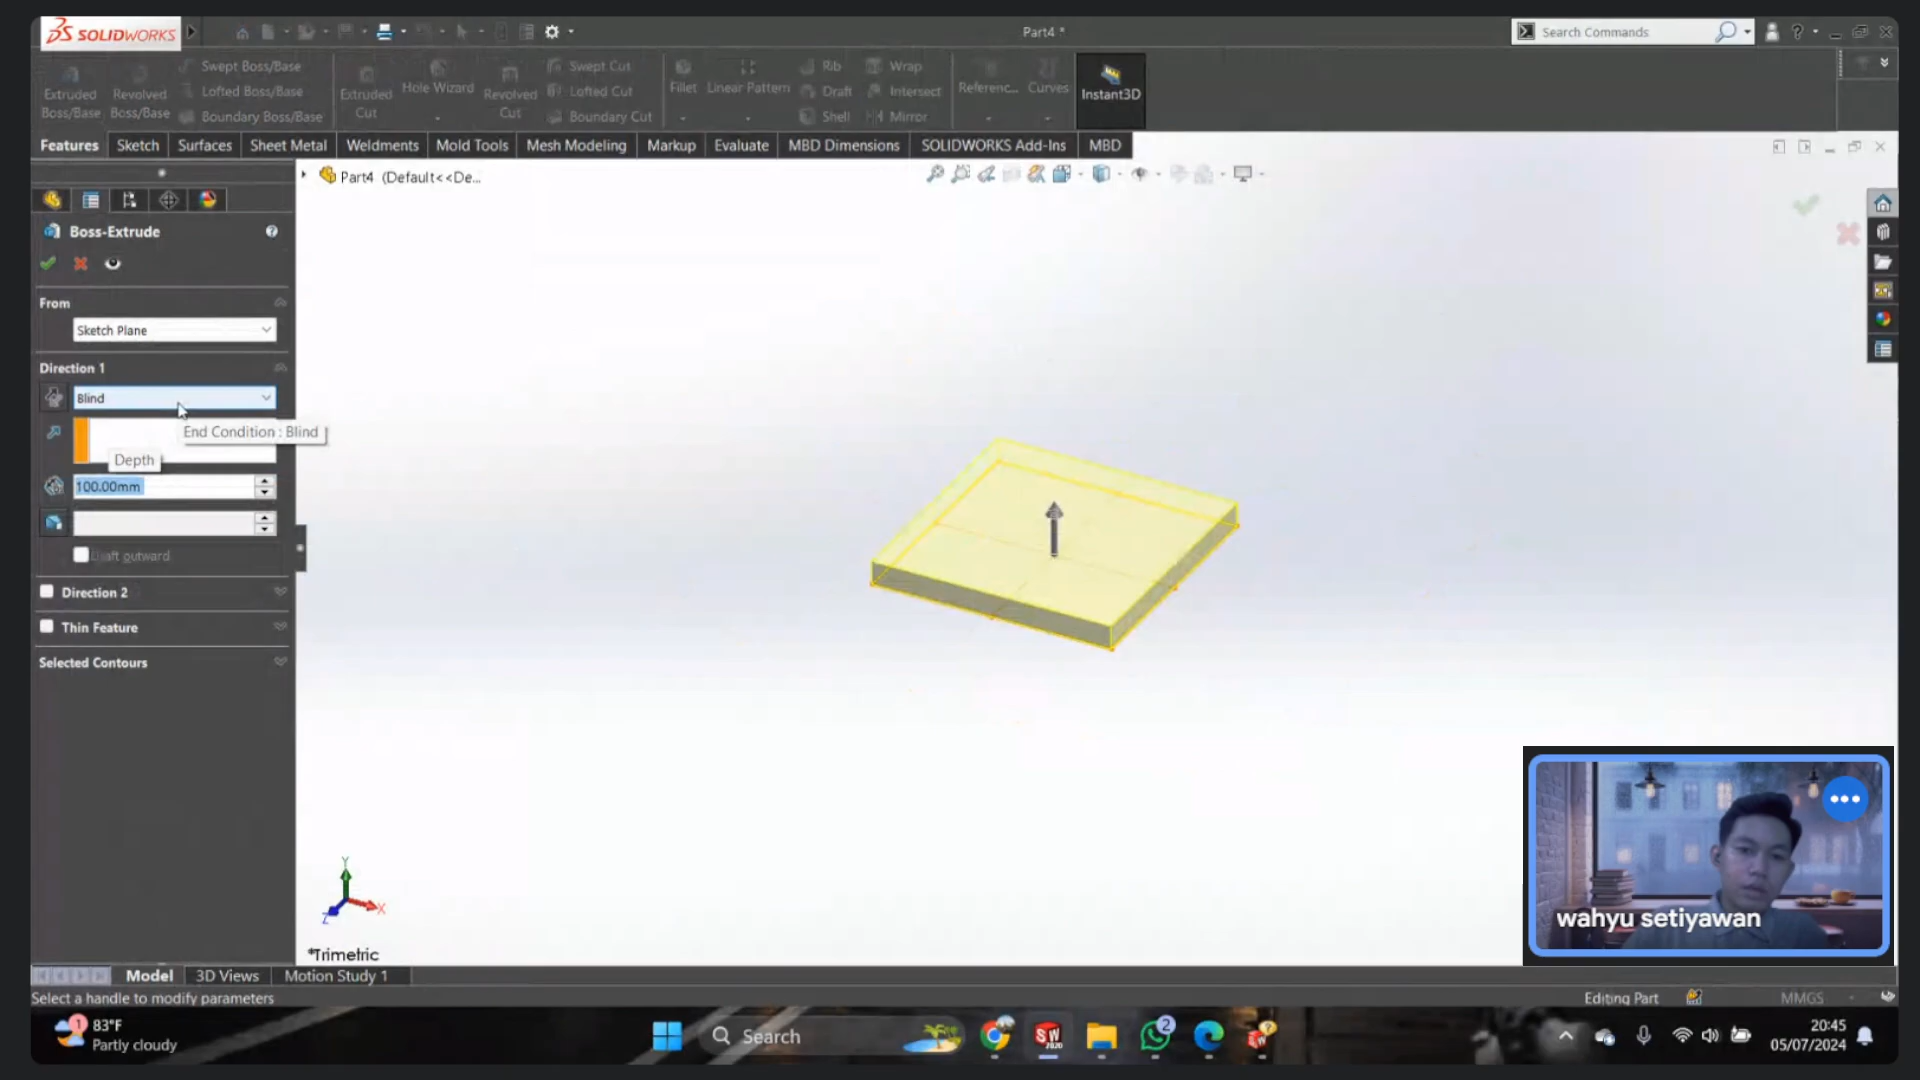 SOLIDWORKS
Part4 *
Search Commands
Extruded Boss/Base
Revolved Boss/Base
Swept Boss/Base
Lofted Boss/Base
Boundary Boss/Base
Extruded Cut
Hole Wizard
Revolved Cut
Swept Cut
Lofted Cut
Boundary Cut
Fillet
Linear Pattern
Rib
Draft
Shell
Wrap
Intersect
Mirror
Referenc...
Curves
Instant3D
Features
Sketch
Surfaces
Sheet Metal
Weldments
Mold Tools
Mesh Modeling
Markup
Evaluate
MBD Dimensions
SOLIDWORKS Add-Ins
MBD
Part4 (Default<<De...
Boss-Extrude
From
Sketch Plane
Direction 1
Blind
End Condition : Blind
Depth
100.00mm
Draft outward
Direction 2
Thin Feature
Selected Contours
Y
X
Z
*Trimetric
wahyu setiyawan
Model
3D Views
Motion Study 1
Select a handle to modify parameters
Editing Part
MMGS
1
83°F
Partly cloudy
Search
SW
2020
2
20:45
05/07/2024